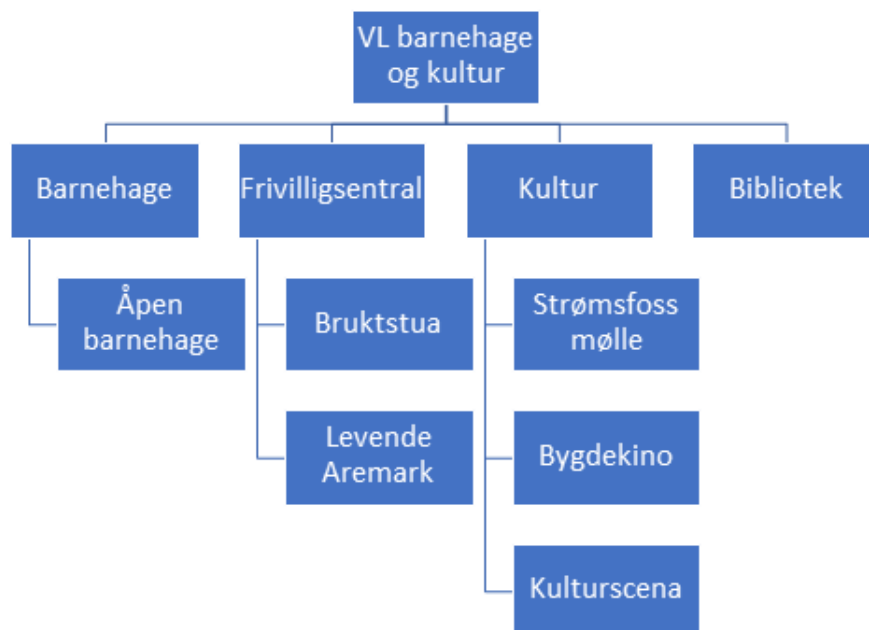 VL barnehage
og kultur
Barnehage
Frivilligsentral
Kultur
Bibliotek
Åpen
barnehage
Bruktstua
Strømsfoss
mølle
Levende
Aremark
Bygdekino
Kulturscena